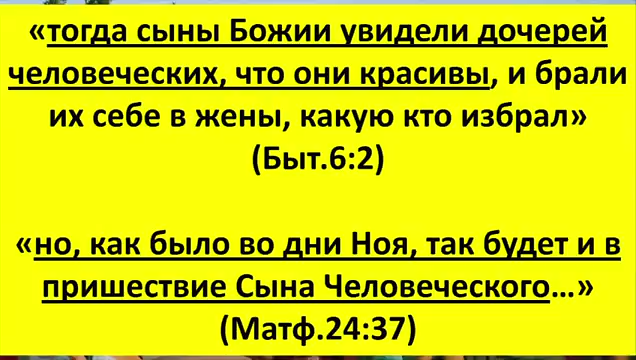 «тогда сыны Божии увидели дочерей
человеческих, что они красивы, и брали
их себе в жены, какую кто избрал»
(Быт.6:2)
«но, как было во дни Ноя, так будет и в
пришествие Сына Человеческого…»
(Матф.24:37)